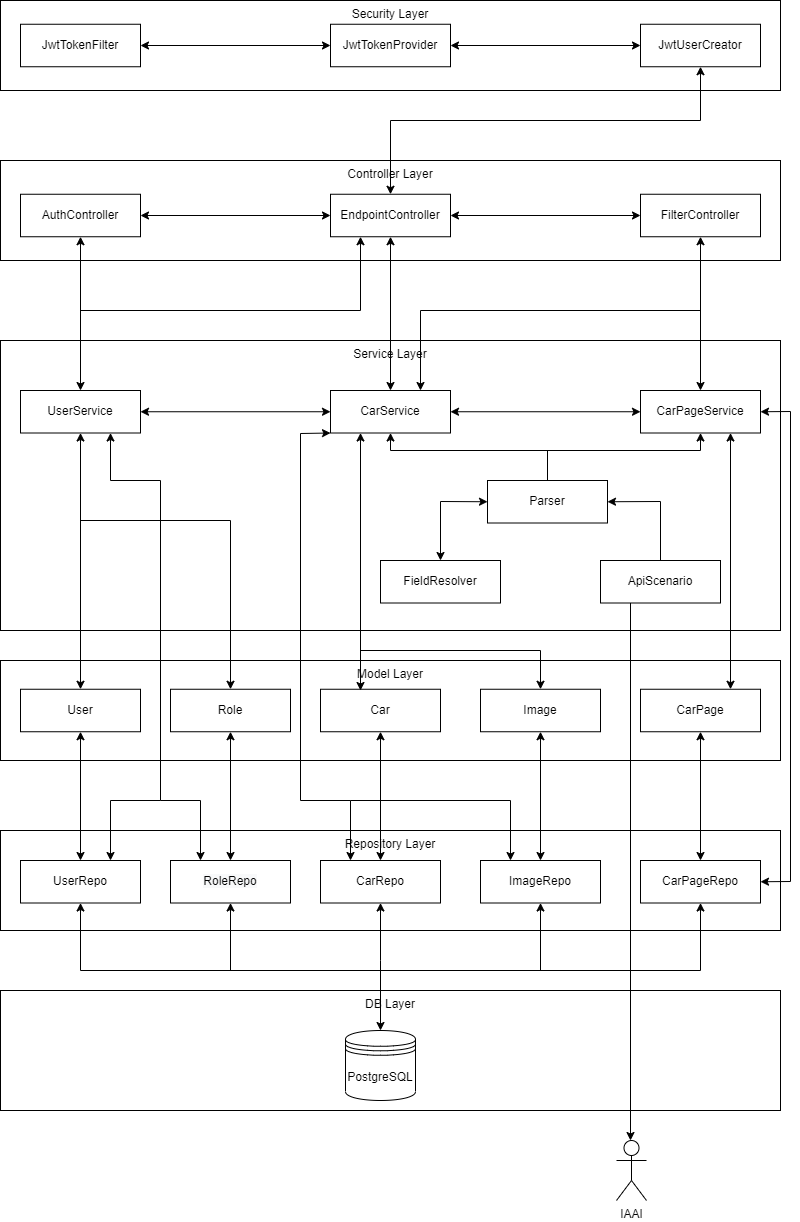 Security Layer
JwtTokenFilter
JwtTokenProvider
JwtUserCreator
Controller Layer
AuthController
EndpointController
FilterController
Service Layer
UserService
CarService
CarPageService
Parser
FieldResolver
ApiScenario
Model Layer
User
Role
Car
Image
CarPage
Repository Layer
UserRepo
RoleRepo
CarRepo
ImageRepo
CarPageRepo
DB Layer
PostgreSQL
IAAI